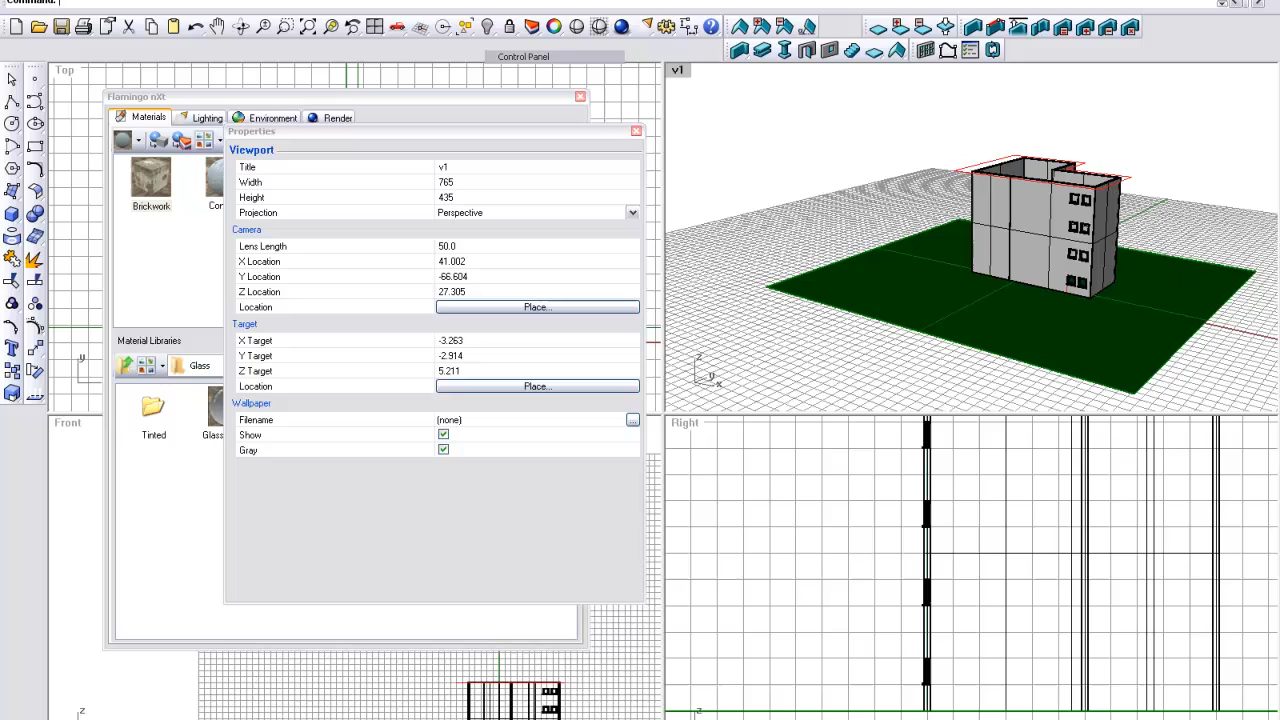 Command:
Control Panel
Top
v1
Flamingo nXt
Materials
Lighting
Environment
Render
Properties
Viewport
Title v1
Width 765
Height 435
Projection Perspective
Camera
Lens Length 50.0
X Location 41.002
Y Location -66.604
Z Location 27.305
Location Place...
Target
X Target -3.263
Y Target -2.914
Z Target 5.211
Location Place...
Wallpaper
Filename (none) ...
Show
Gray
Brickwork
Con
Material Libraries
Glass
Tinted
Glass
Front
Right
y
z
y
x
z
z